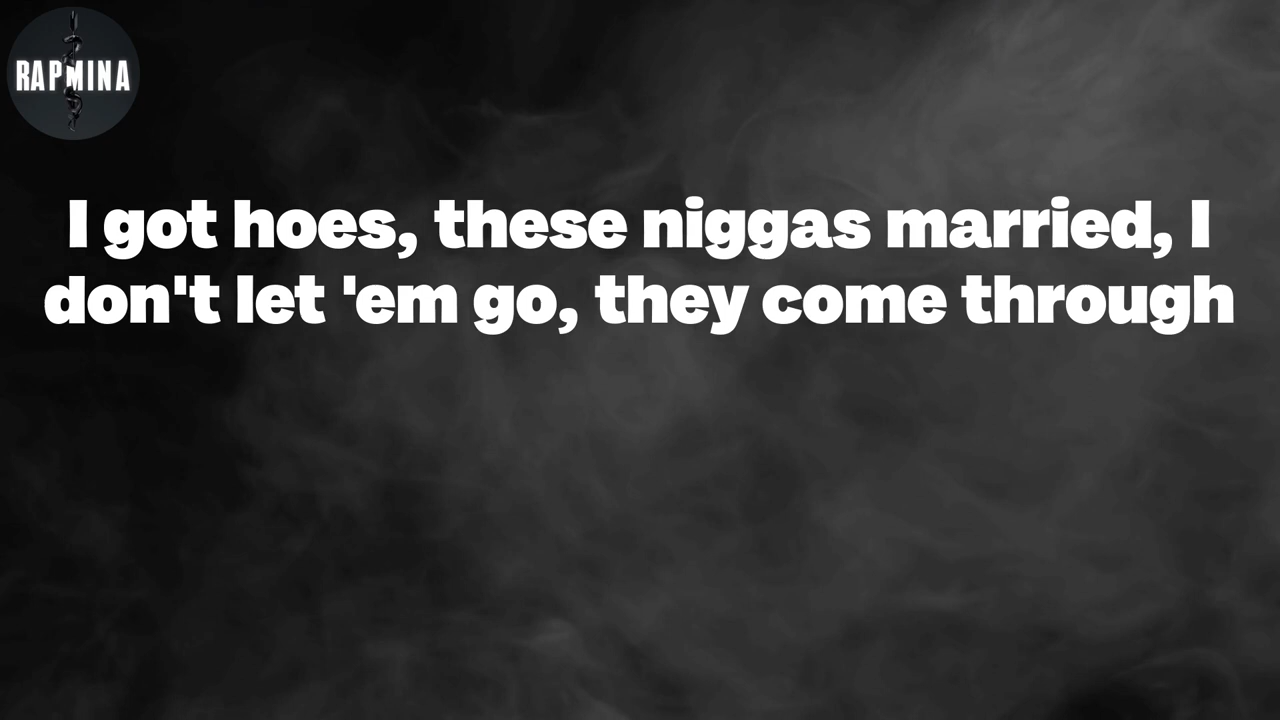 RAPMINA
I got hoes, these niggas married, I
don't let 'em go, they come through